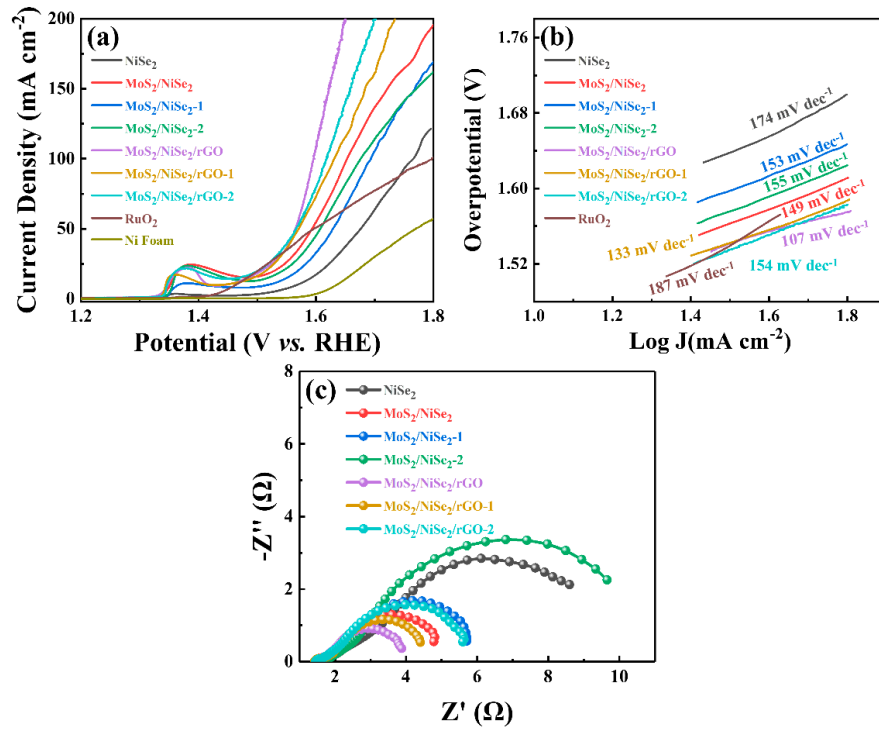 (a)
Current Density (mA cm⁻²)
200
150
100
50
0
NiSe₂
MoS₂/NiSe₂
MoS₂/NiSe₂-1
MoS₂/NiSe₂-2
MoS₂/NiSe₂/rGO
MoS₂/NiSe₂/rGO-1
MoS₂/NiSe₂/rGO-2
RuO₂
Ni Foam
1.2 1.4 1.6 1.8
Potential (V vs. RHE)
(b)
Overpotential (V)
1.76
1.68
1.60
1.52
NiSe₂
MoS₂/NiSe₂
MoS₂/NiSe₂-1
MoS₂/NiSe₂-2
MoS₂/NiSe₂/rGO
MoS₂/NiSe₂/rGO-1
MoS₂/NiSe₂/rGO-2
RuO₂
174 mV dec⁻¹
153 mV dec⁻¹
155 mV dec⁻¹
149 mV dec⁻¹
133 mV dec⁻¹
107 mV dec⁻¹
154 mV dec⁻¹
187 mV dec⁻¹
1.0 1.2 1.4 1.6 1.8
Log J(mA cm⁻²)
(c)
-Z'' (Ω)
8
6
4
2
0
NiSe₂
MoS₂/NiSe₂
MoS₂/NiSe₂-1
MoS₂/NiSe₂-2
MoS₂/NiSe₂/rGO
MoS₂/NiSe₂/rGO-1
MoS₂/NiSe₂/rGO-2
2 4 6 8 10
Z' (Ω)